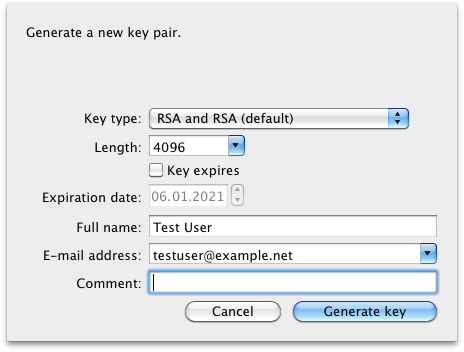 Generate a new key pair.
Key type: RSA and RSA (default)
Length: 4096
Key expires
Expiration date: 06.01.2021
Full name: Test User
E-mail address: testuser@example.net
Comment:
Cancel Generate key